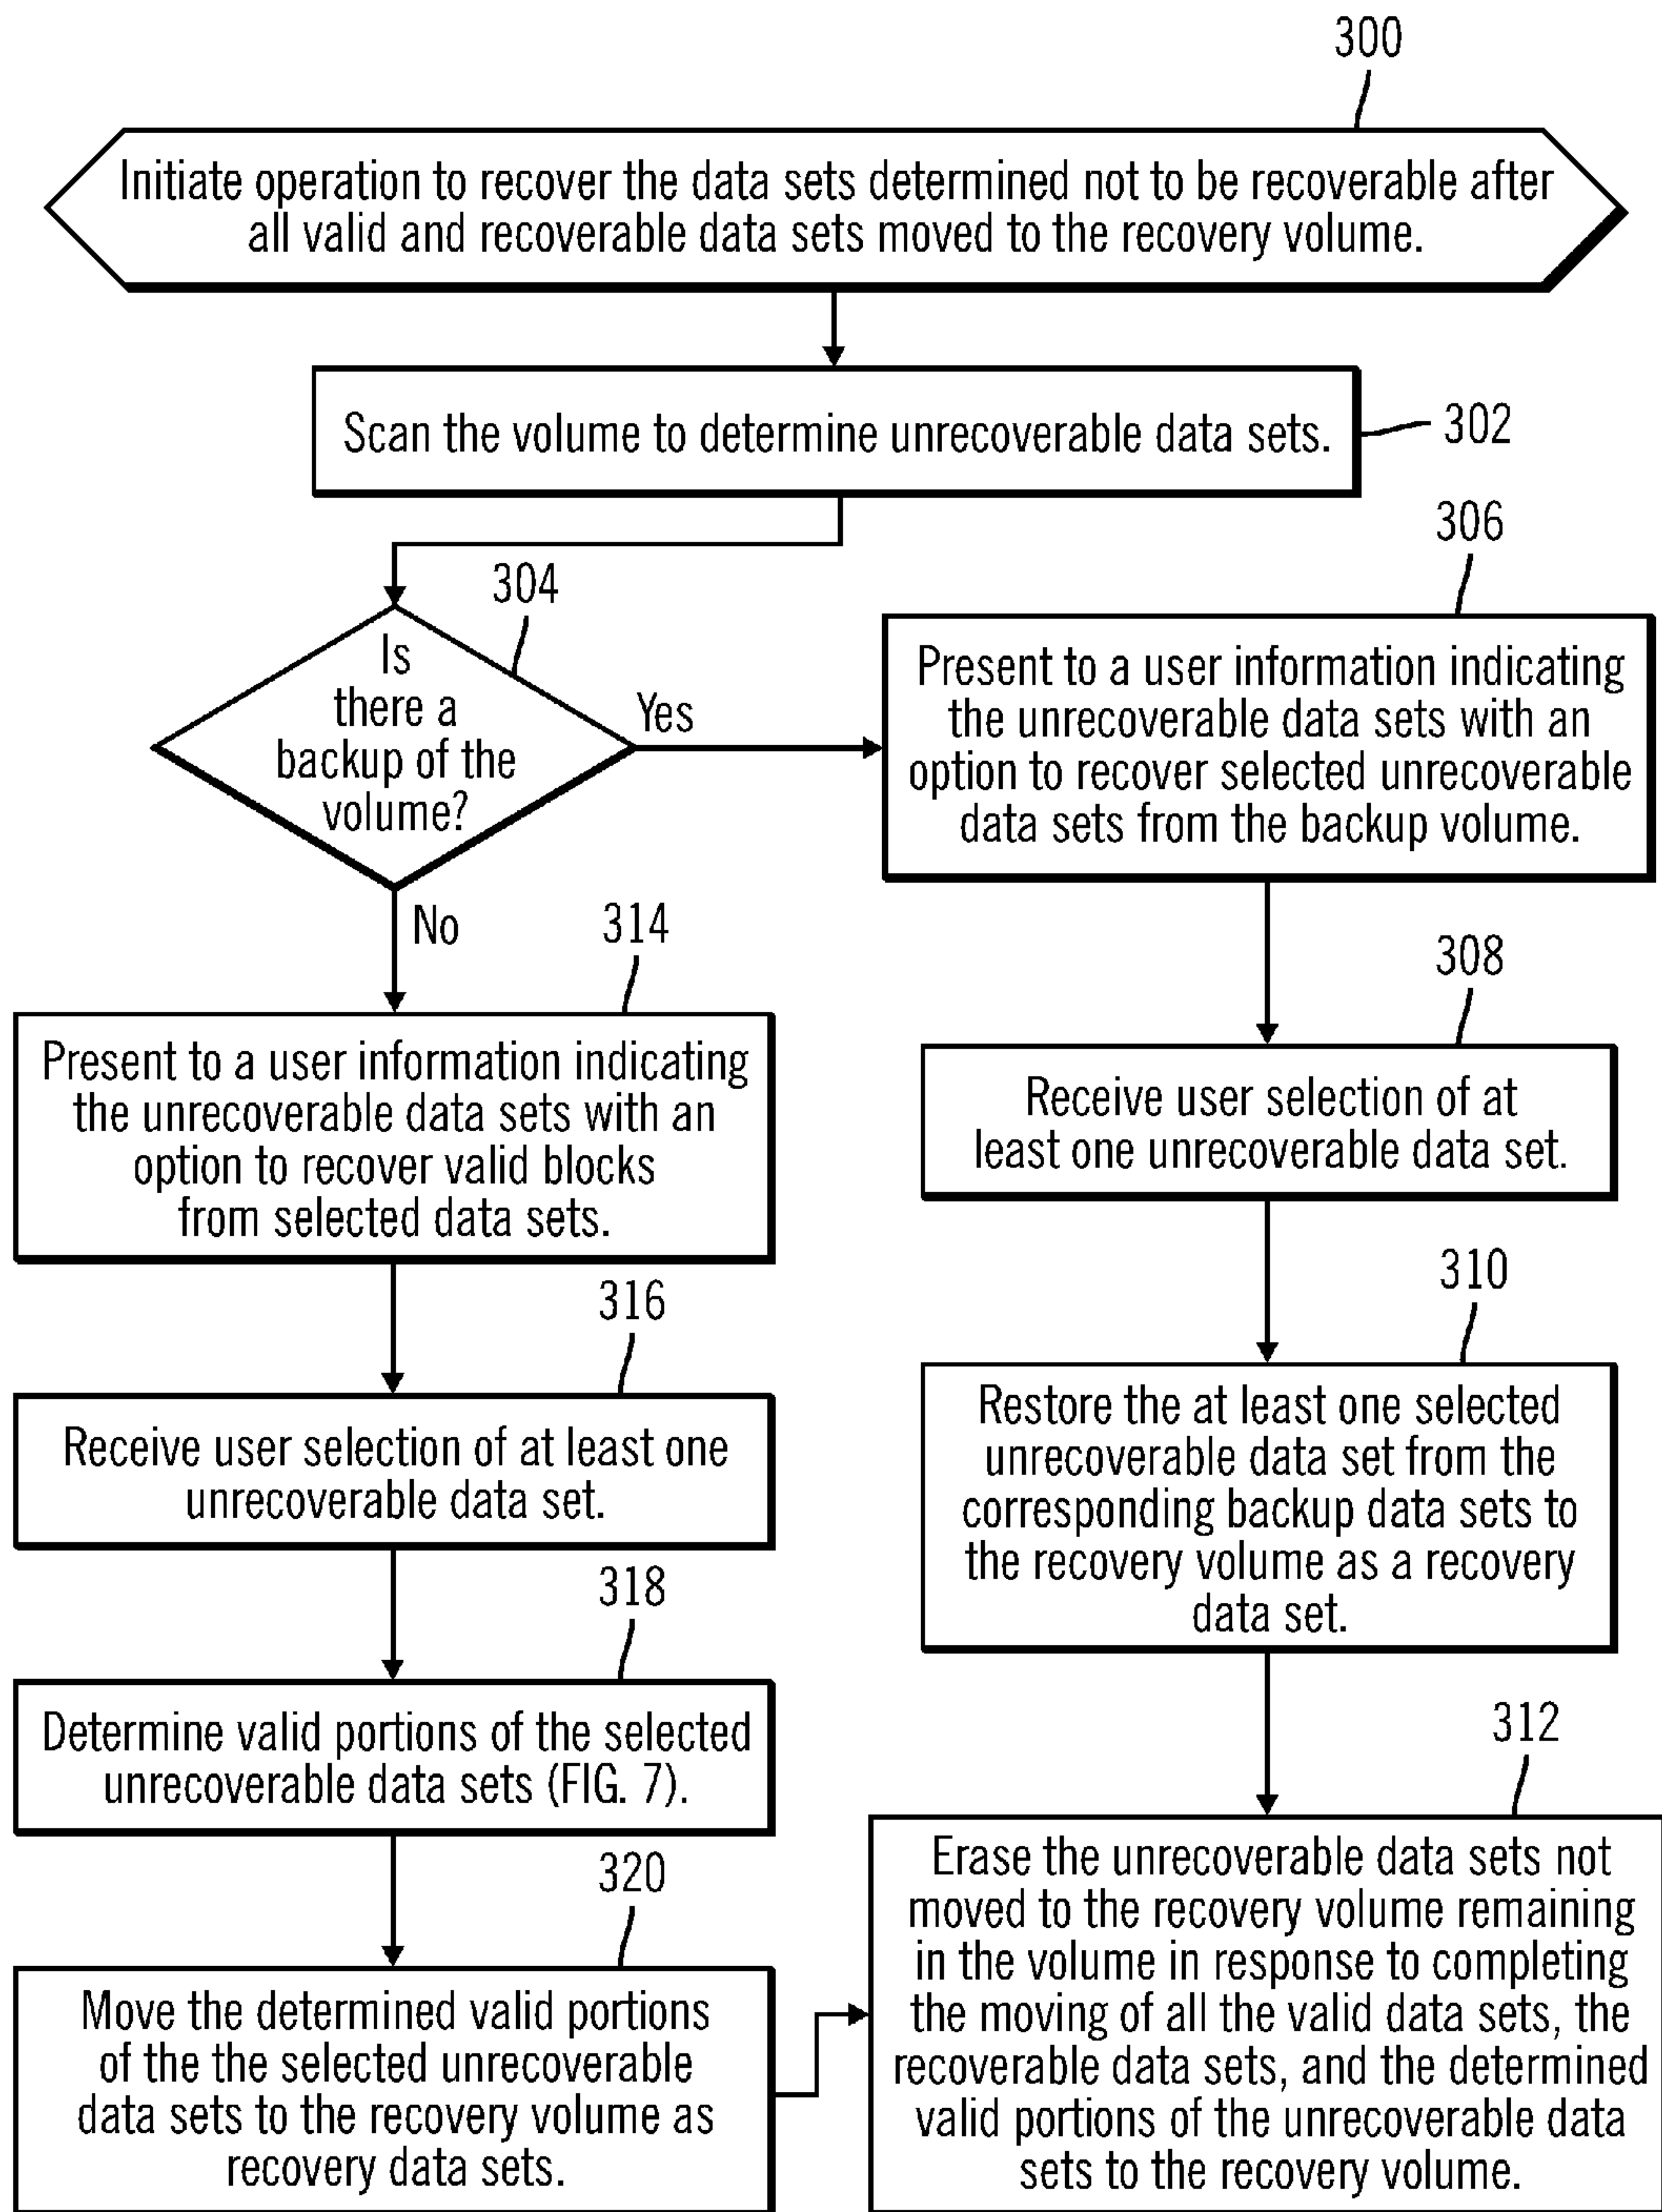 300
Initiate operation to recover the data sets determined not to be recoverable after
all valid and recoverable data sets moved to the recovery volume.
Scan the volume to determine unrecoverable data sets.
302
304
Is
there a
backup of the
volume?
Yes
No
306
Present to a user information indicating
the unrecoverable data sets with an
option to recover selected unrecoverable
data sets from the backup volume.
308
Receive user selection of at
least one unrecoverable data set.
310
Restore the at least one selected
unrecoverable data set from the
corresponding backup data sets to
the recovery volume as a recovery
data set.
314
Present to a user information indicating
the unrecoverable data sets with an
option to recover valid blocks
from selected data sets.
316
Receive user selection of at least one
unrecoverable data set.
318
Determine valid portions of the selected
unrecoverable data sets (FIG. 7).
320
Move the determined valid portions
of the the selected unrecoverable
data sets to the recovery volume as
recovery data sets.
312
Erase the unrecoverable data sets not
moved to the recovery volume remaining
in the volume in response to completing
the moving of all the valid data sets, the
recoverable data sets, and the determined
valid portions of the unrecoverable data
sets to the recovery volume.